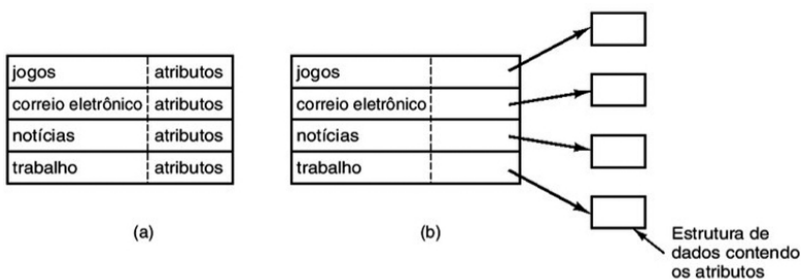 jogos atributos
correio eletrônico atributos
notícias atributos
trabalho atributos
(a)
jogos
correio eletrônico
notícias
trabalho
(b)
Estrutura de
dados contendo
os atributos